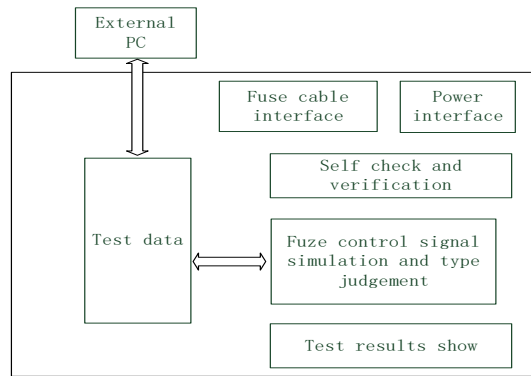 External
PC
Fuse cable
interface
Power
interface
Self check and
verification
Test data
Fuze control signal
simulation and type
judgement
Test results show